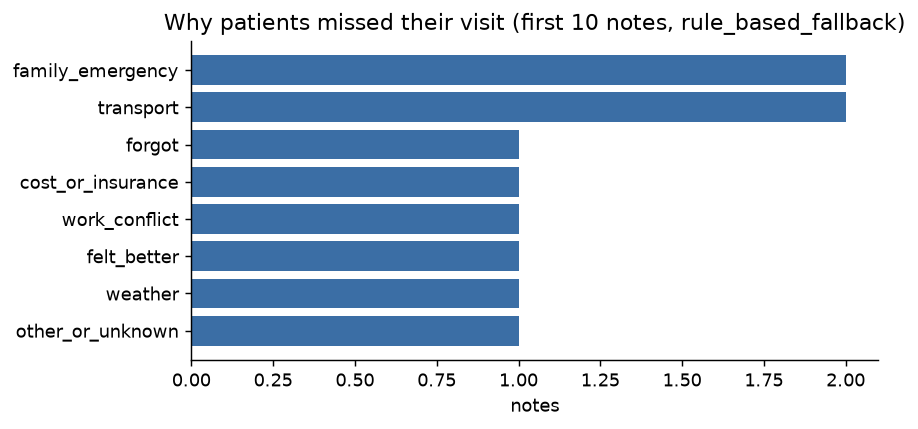 Why patients missed their visit (first 10 notes, rule_based_fallback)
family_emergency
transport
forgot
cost_or_insurance
work_conflict
felt_better
weather
other_or_unknown
0.00 0.25 0.50 0.75 1.00 1.25 1.50 1.75 2.00
notes